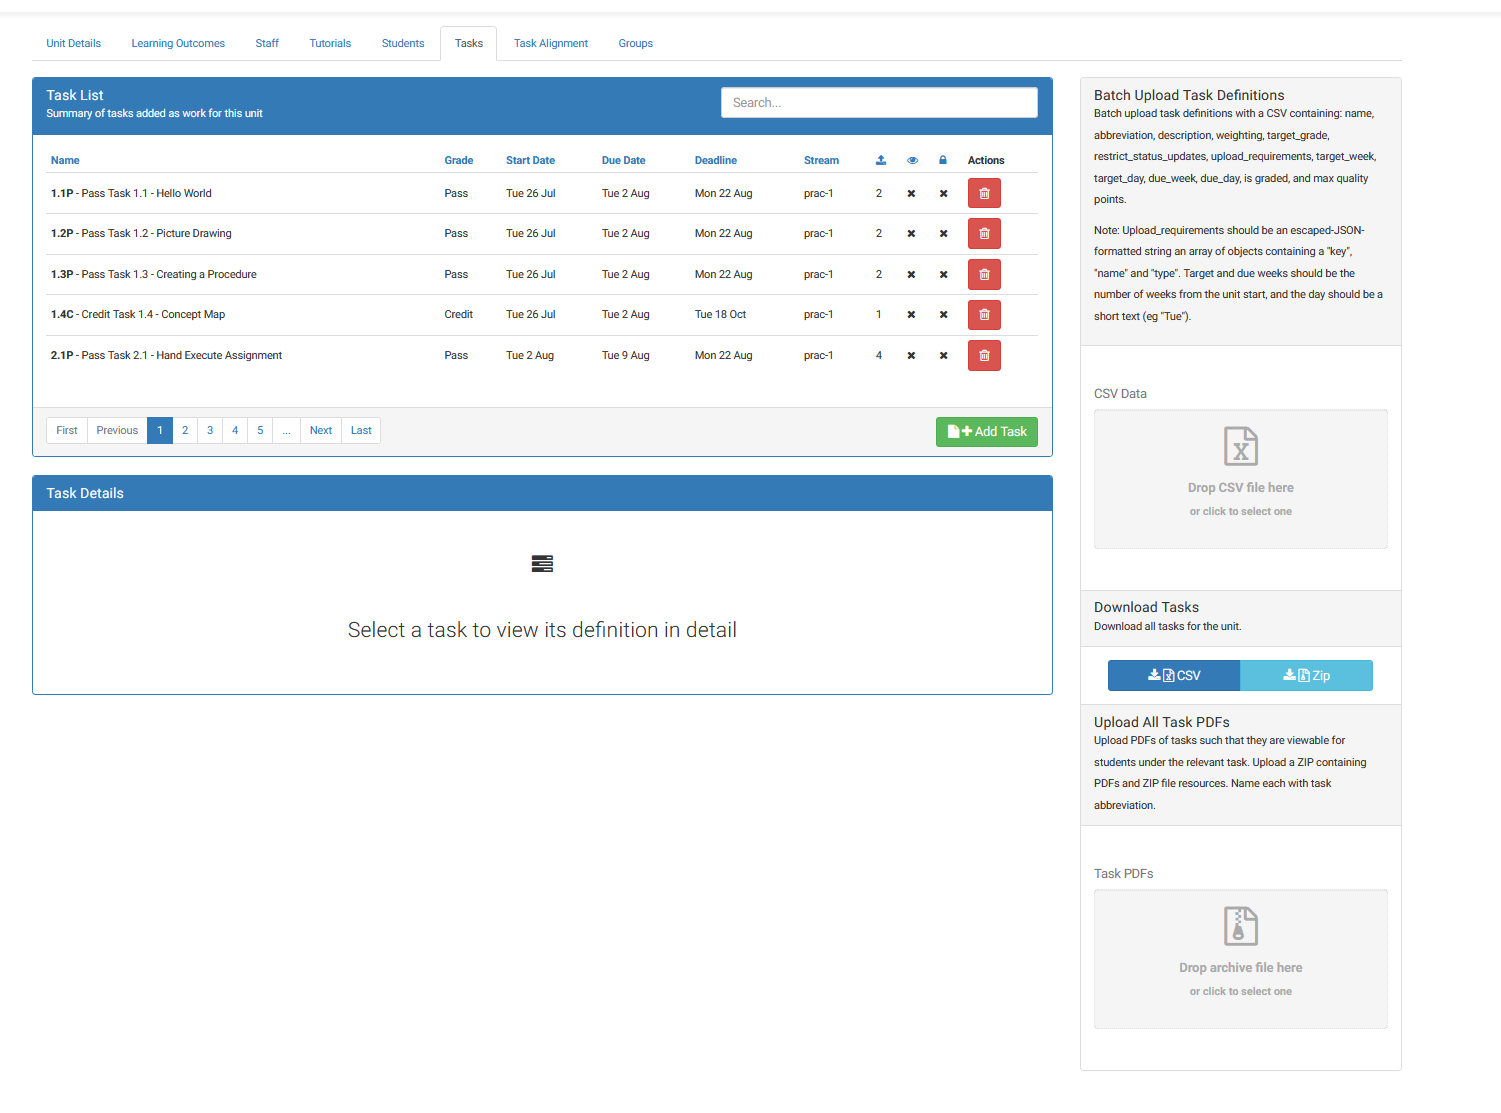 Unit Details Learning Outcomes Staff Tutorials Students Tasks Task Alignment Groups
Task List
Summary of tasks added as work for this unit
Search...
Name Grade Start Date Due Date Deadline Stream Actions
1.1P - Pass Task 1.1 - Hello World Pass Tue 26 Jul Tue 2 Aug Mon 22 Aug prac-1 2
1.2P - Pass Task 1.2 - Picture Drawing Pass Tue 26 Jul Tue 2 Aug Mon 22 Aug prac-1 2
1.3P - Pass Task 1.3 - Creating a Procedure Pass Tue 26 Jul Tue 2 Aug Mon 22 Aug prac-1 2
1.4C - Credit Task 1.4 - Concept Map Credit Tue 26 Jul Tue 2 Aug Tue 18 Oct prac-1 1
2.1P - Pass Task 2.1 - Hand Execute Assignment Pass Tue 2 Aug Tue 9 Aug Mon 22 Aug prac-1 4
First Previous 1 2 3 4 5 ... Next Last
Add Task
Task Details
Select a task to view its definition in detail
Batch Upload Task Definitions
Batch upload task definitions with a CSV containing: name,
abbreviation, description, weighting, target_grade,
restrict_status_updates, upload_requirements, target_week,
target_day, due_week, due_day, is graded, and max quality
points.
Note: Upload_requirements should be an escaped-JSON-
formatted string an array of objects containing a "key",
"name" and "type". Target and due weeks should be the
number of weeks from the unit start, and the day should be a
short text (eg "Tue").
CSV Data
Drop CSV file here
or click to select one
Download Tasks
Download all tasks for the unit.
CSV Zip
Upload All Task PDFs
Upload PDFs of tasks such that they are viewable for
students under the relevant task. Upload a ZIP containing
PDFs and ZIP file resources. Name each with task
abbreviation.
Task PDFs
Drop archive file here
or click to select one